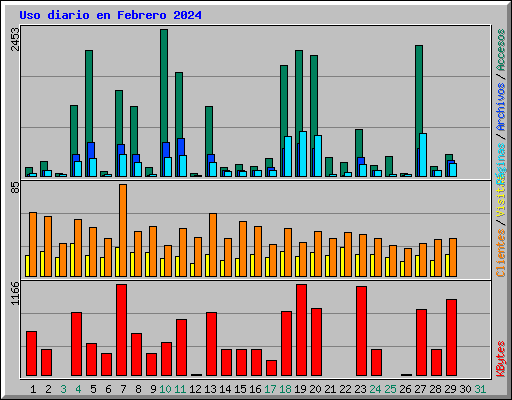 Uso diario en Febrero 2024
2453
85
1166
Clientes / Visitas
Páginas / Archivos / Accesos
KBytes
1 2 3 4 5 6 7 8 9 10 11 12 13 14 15 16 17 18 19 20 21 22 23 24 25 26 27 28 29 30 31